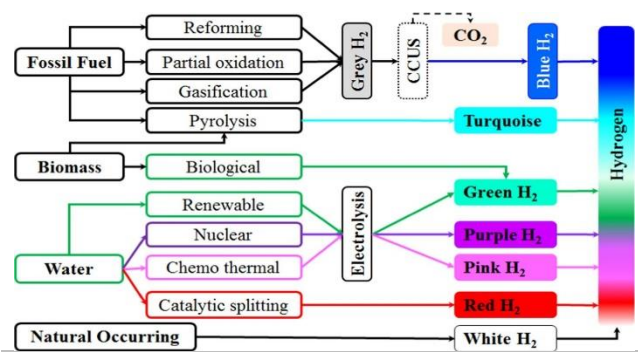 Reforming
Fossil Fuel
Partial oxidation
Gasification
Pyrolysis
Grey H₂
CCUS
CO₂
Blue H₂
Turquoise
Hydrogen
Biomass
Biological
Green H₂
Renewable
Water
Nuclear
Chemo thermal
Catalytic splitting
Electrolysis
Purple H₂
Pink H₂
Red H₂
Natural Occurring
White H₂